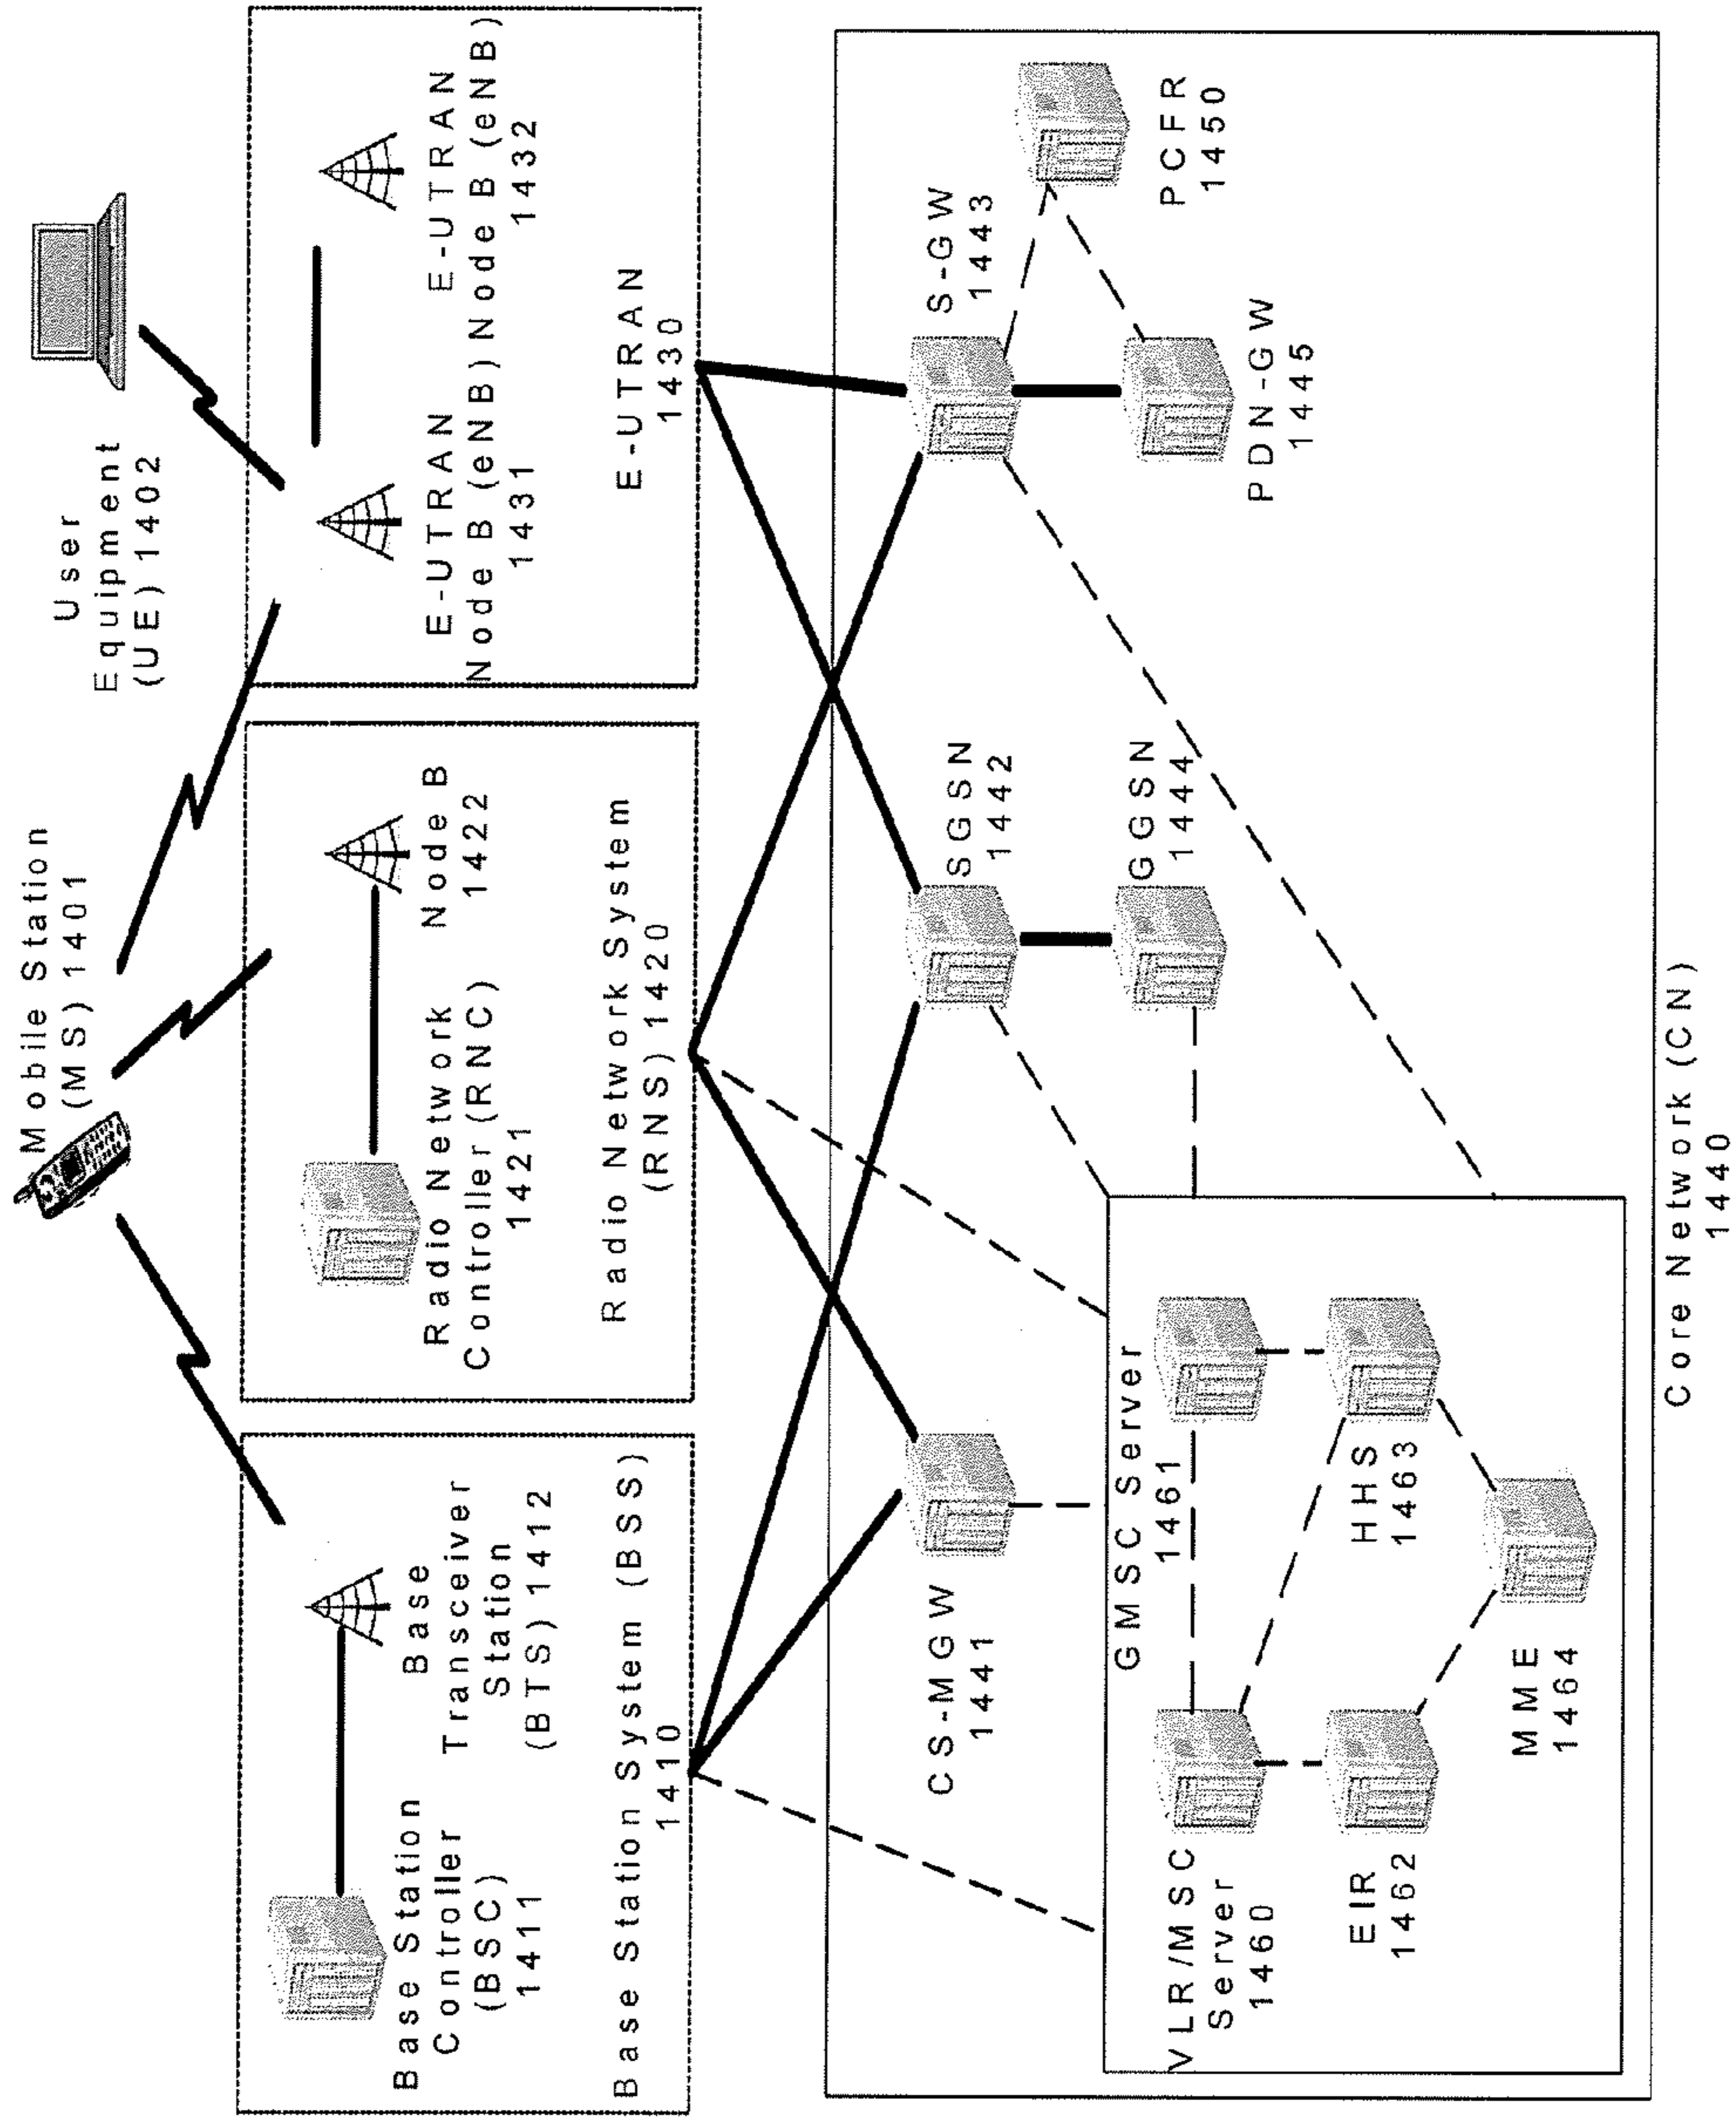 Mobile Station
(MS) 1401
User
Equipment
(UE) 1402
Base Station
Controller
(BSC)
1411
Base
Transceiver
Station
(BTS) 1412
Base Station System (BSS)
1410
Radio Network
Controller (RNC)
1421
Node B
1422
Radio Network System
(RNS) 1420
E-UTRAN
Node B (eNB)
1431
E-UTRAN
Node B (eNB)
1432
E-UTRAN
1430
CS-MGW
1441
SGSN
1442
GGSN
1444
S-GW
1443
PDN-GW
1445
PCFR
1450
GMSC Server
1461
VLR/MSC
Server
1460
EIR
1462
HHS
1463
MME
1464
Core Network (CN)
1440